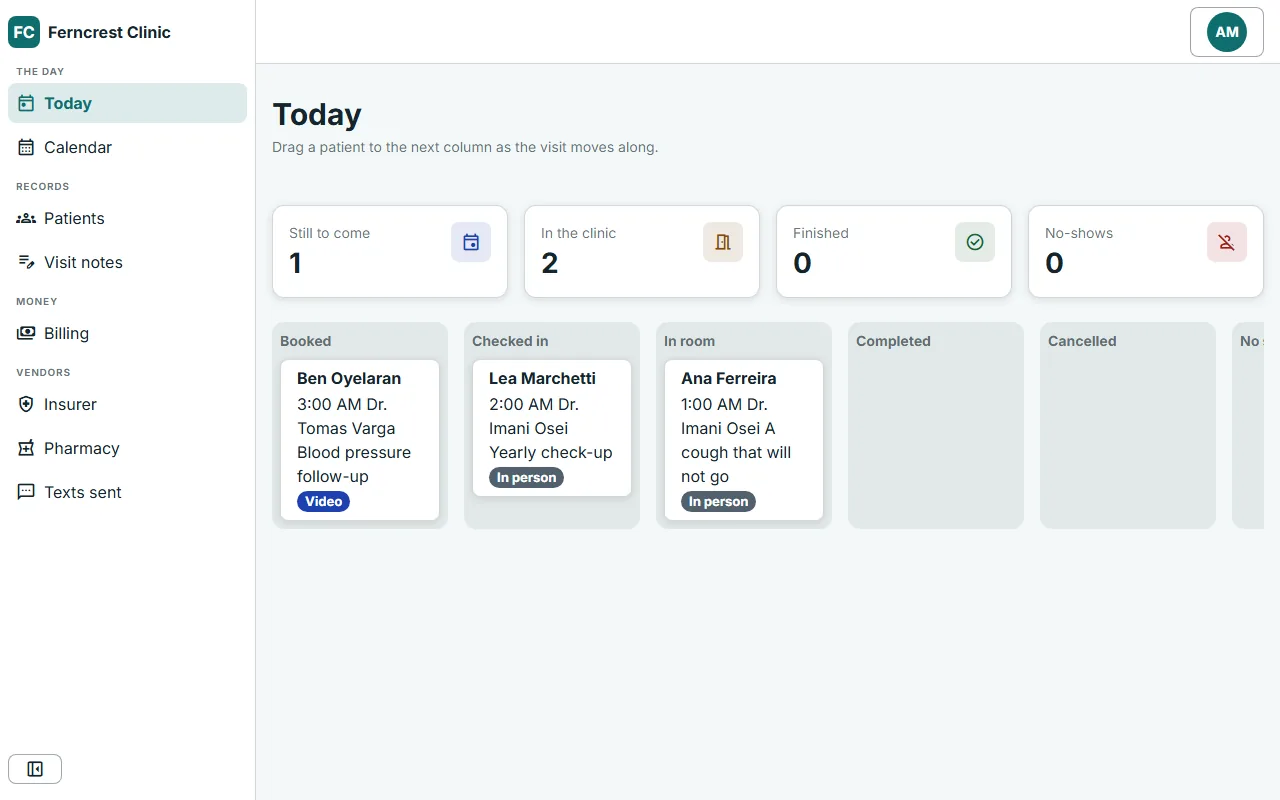 FC Ferncrest Clinic
AM
THE DAY
Today
Calendar
RECORDS
Patients
Visit notes
MONEY
Billing
VENDORS
Insurer
Pharmacy
Texts sent
Today
Drag a patient to the next column as the visit moves along.
Still to come
1
In the clinic
2
Finished
0
No-shows
0
Booked
Ben Oyelaran
3:00 AM Dr.
Tomas Varga
Blood pressure
follow-up
Video
Checked in
Lea Marchetti
2:00 AM Dr.
Imani Osei
Yearly check-up
In person
In room
Ana Ferreira
1:00 AM Dr.
Imani Osei A
cough that will
not go
In person
Completed
Cancelled
No